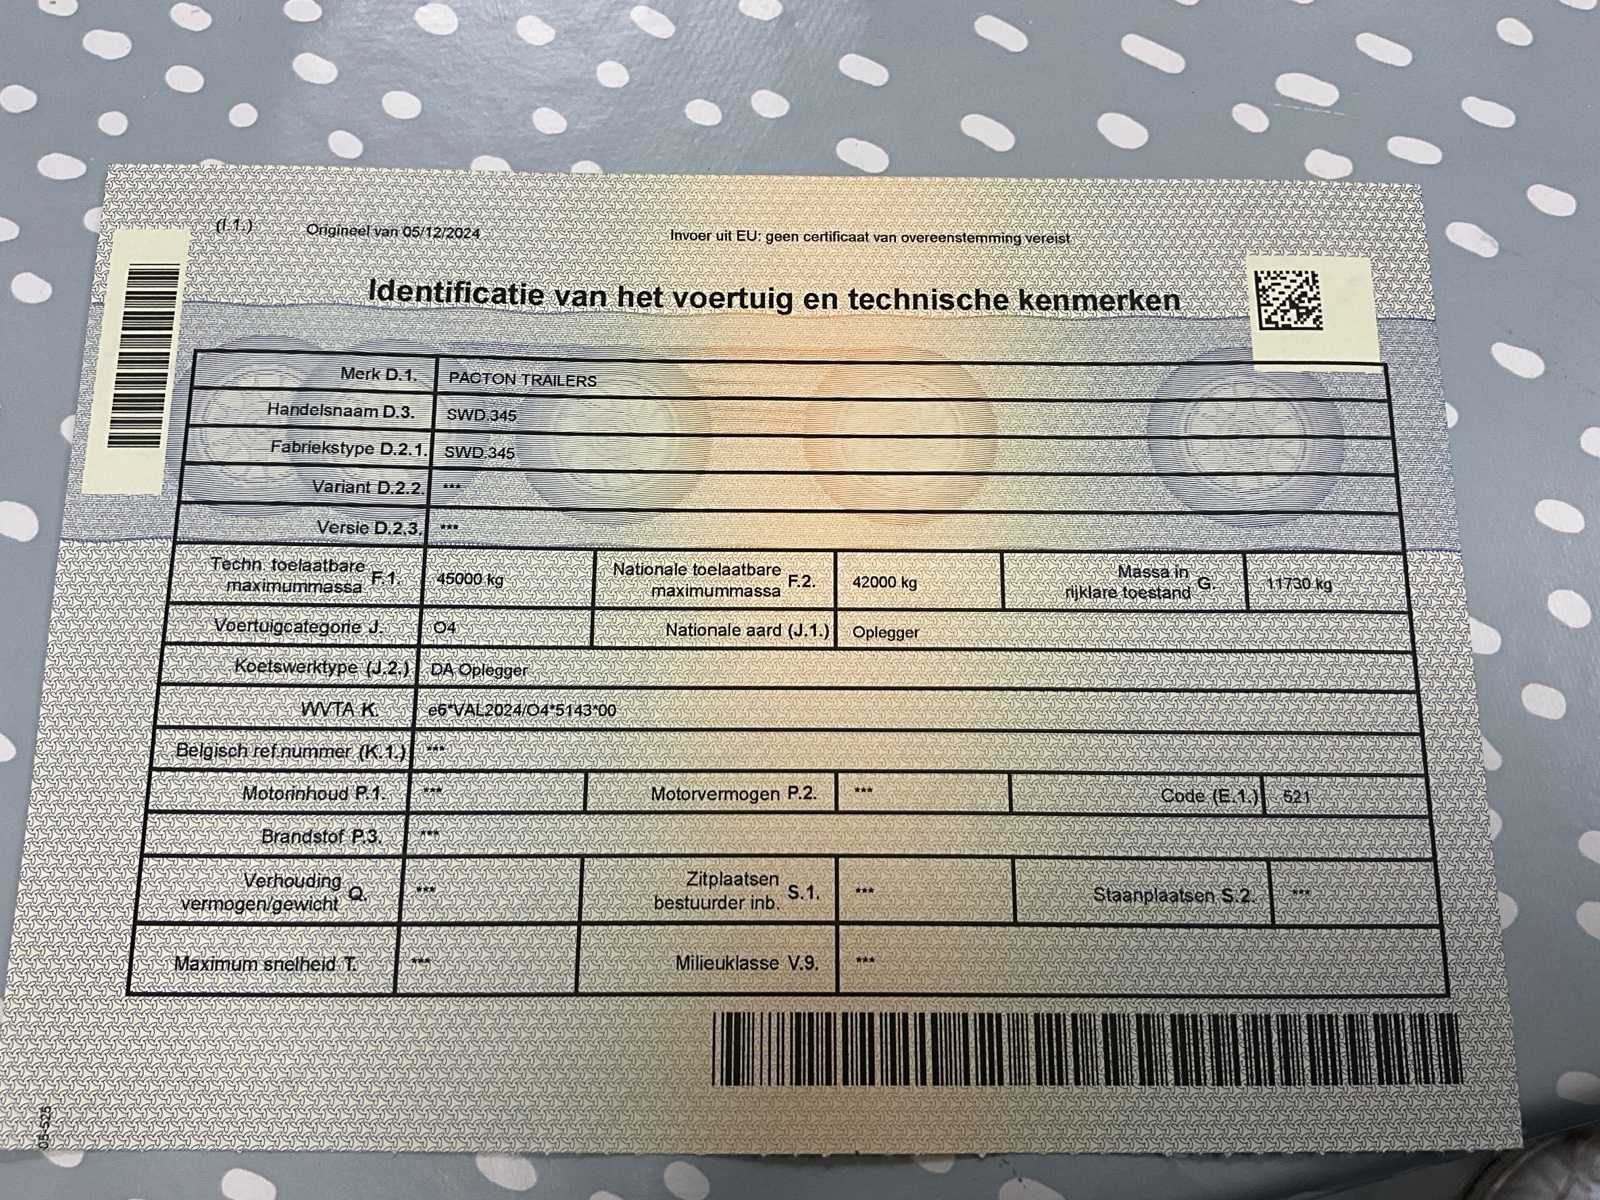 (I.1.) Origineel van 05/12/2024 Invoer uit EU: geen certificaat van overeenstemming vereist
Identificatie van het voertuig en technische kenmerken
Merk D.1. PACTON TRAILERS
Handelsnaam D.3. SWD.345
Fabriekstype D.2.1. SWD.345
Variant D.2.2. ***
Versie D.2.3. ***
Techn. toelaatbare maximummassa F.1. 45000 kg Nationale toelaatbare maximummassa F.2. 42000 kg Massa in rijklare toestand G. 11730 kg
Voertuigcategorie J. O4 Nationale aard (J.1.) Oplegger
Koetswerktype (J.2.) DA Oplegger
WVTA K. e6*VAL2024/O4*5143*00
Belgisch ref.nummer (K.1.) ***
Motorinhoud P.1. *** Motorvermogen P.2. *** Code (E.1.) 521
Brandstof P.3. ***
Verhouding vermogen/gewicht Q. *** Zitplaatsen bestuurder inb. S.1. *** Staanplaatsen S.2. ***
Maximum snelheid T. *** Milieuklasse V.9. ***
05-525